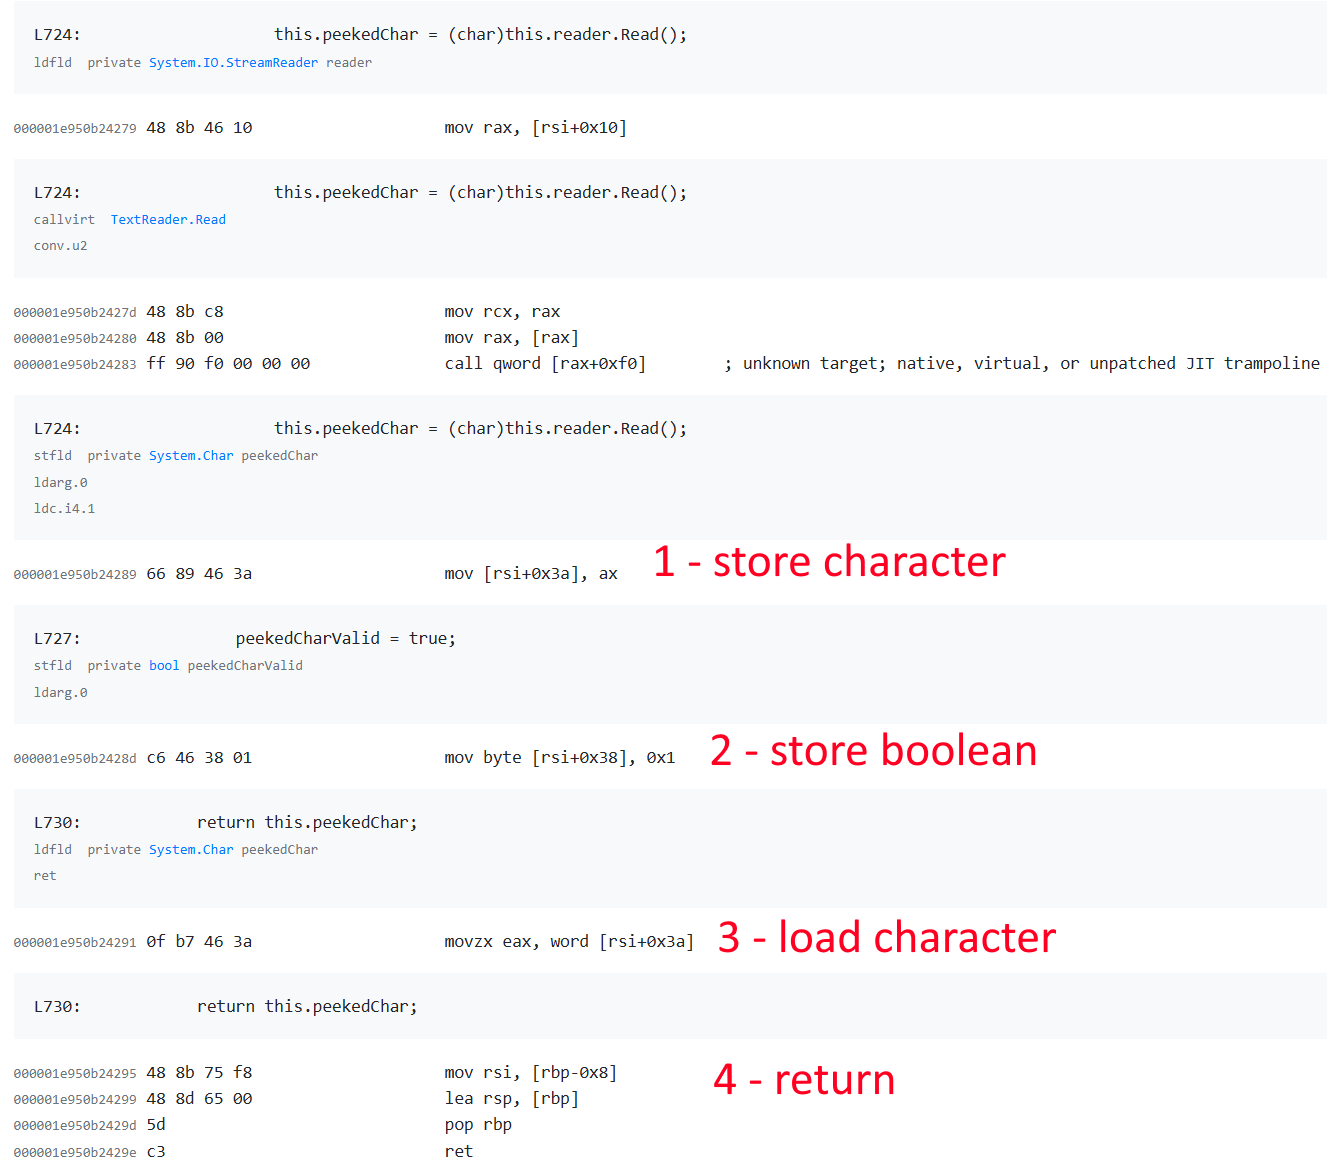 L724:                    this.peekedChar = (char)this.reader.Read();
ldfld  private System.IO.StreamReader reader
000001e950b24279 48 8b 46 10                    mov rax, [rsi+0x10]
L724:                    this.peekedChar = (char)this.reader.Read();
callvirt  TextReader.Read
conv.u2
000001e950b2427d 48 8b c8                       mov rcx, rax
000001e950b24280 48 8b 00                       mov rax, [rax]
000001e950b24283 ff 90 f0 00 00 00              call qword [rax+0xf0]        ; unknown target; native, virtual, or unpatched JIT trampoline
L724:                    this.peekedChar = (char)this.reader.Read();
stfld  private System.Char peekedChar
ldarg.0
ldc.i4.1
000001e950b24289 66 89 46 3a                    mov [rsi+0x3a], ax    1 - store character
L727:                peekedCharValid = true;
stfld  private bool peekedCharValid
ldarg.0
000001e950b2428d c6 46 38 01                    mov byte [rsi+0x38], 0x1    2 - store boolean
L730:            return this.peekedChar;
ldfld  private System.Char peekedChar
ret
000001e950b24291 0f b7 46 3a                    movzx eax, word [rsi+0x3a]    3 - load character
L730:            return this.peekedChar;
000001e950b24295 48 8b 75 f8                    mov rsi, [rbp-0x8]    4 - return
000001e950b24299 48 8d 65 00                    lea rsp, [rbp]
000001e950b2429d 5d                             pop rbp
000001e950b2429e c3                             ret